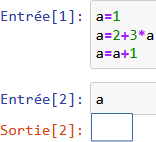 Entrée[1]: a=1
a=2+3*a
a=a+1
Entrée[2]: a
Sortie[2]: